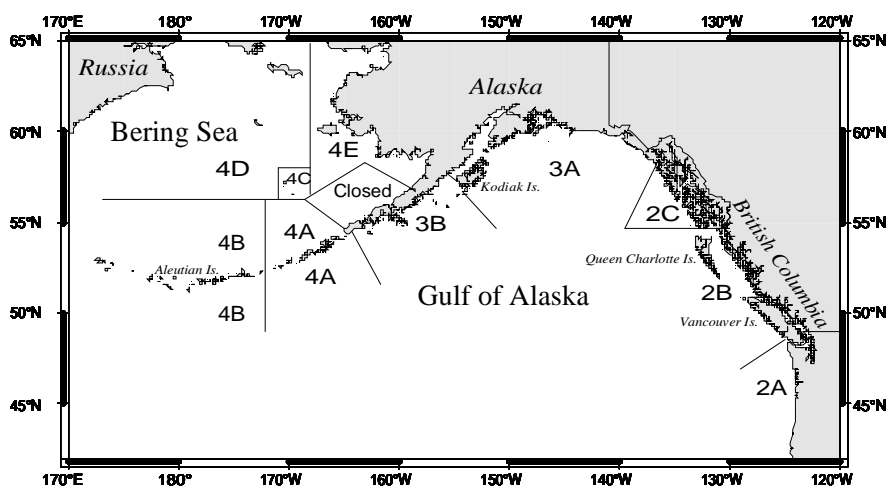 170°E 180° 170°W 160°W 150°W 140°W 130°W 120°W
65°N 65°N
Russia
Alaska
Bering Sea
60°N 60°N
4E
4D
3A
4C
Closed
Kodiak Is.
British Columbia
2C
3B
55°N 55°N
4A
4B
Queen Charlotte Is.
Aleutian Is.
4A
2B
Gulf of Alaska
4B
50°N 50°N
Vancouver Is.
2A
45°N 45°N
170°E 180° 170°W 160°W 150°W 140°W 130°W 120°W